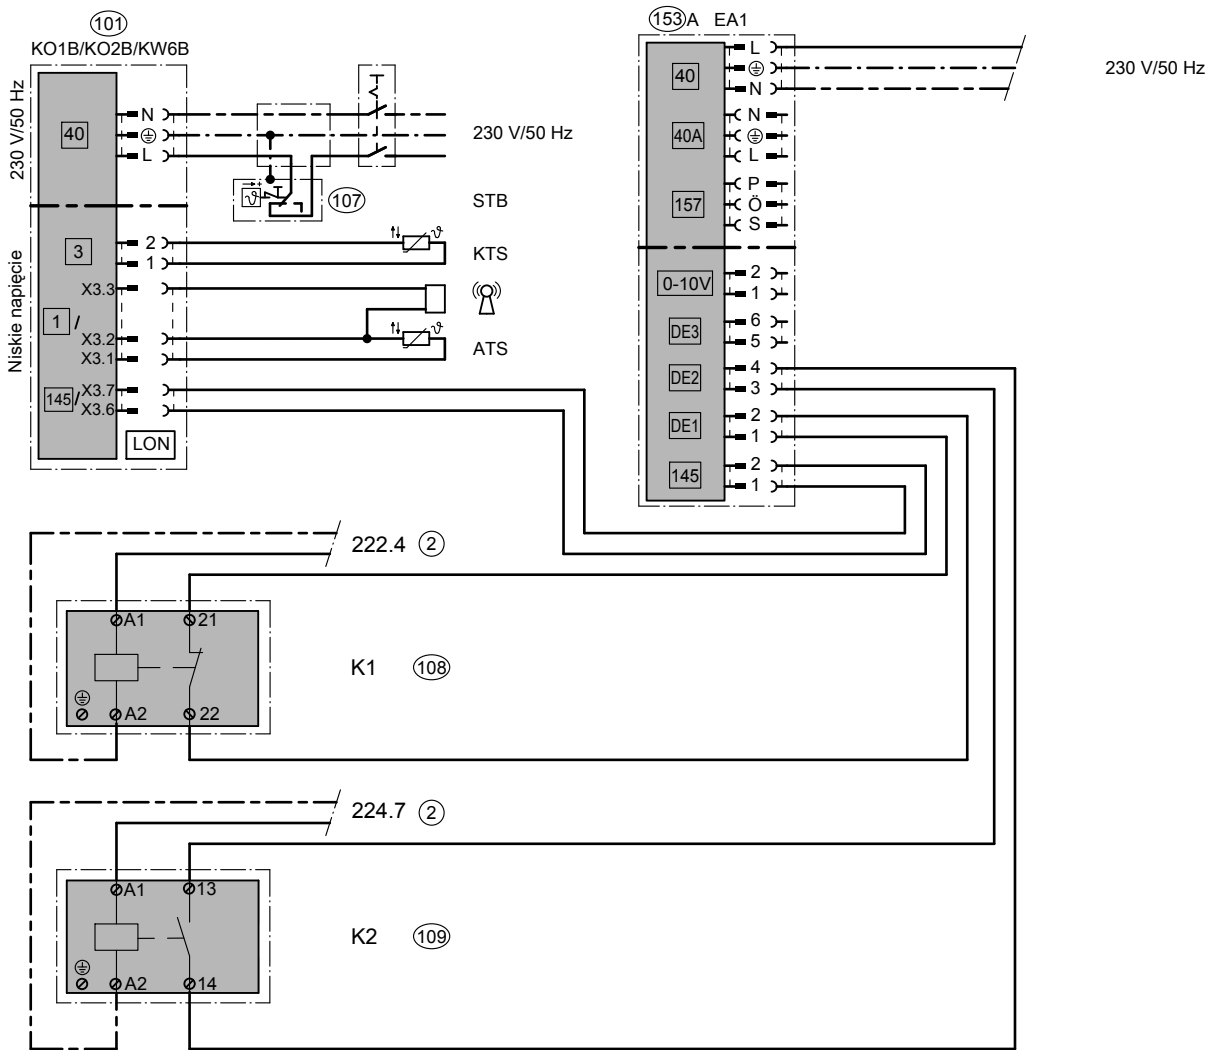 101
KO1B/KO2B/KW6B
230 V/50 Hz
40
N
L
230 V/50 Hz
ϑ
107
STB
Niskie napięcie
3
2
1
ϑ
KTS
X3.3
1 /
X3.2
X3.1
ϑ
ATS
145 / X3.7
X3.6
LON
153 A EA1
40
L
N
230 V/50 Hz
40A
N
L
157
P
Ö
S
0-10V
2
1
DE3
6
5
DE2
4
3
DE1
2
1
145
2
1
222.4 2
A1 21
K1 108
A2 22
224.7 2
A1 13
K2 109
A2 14